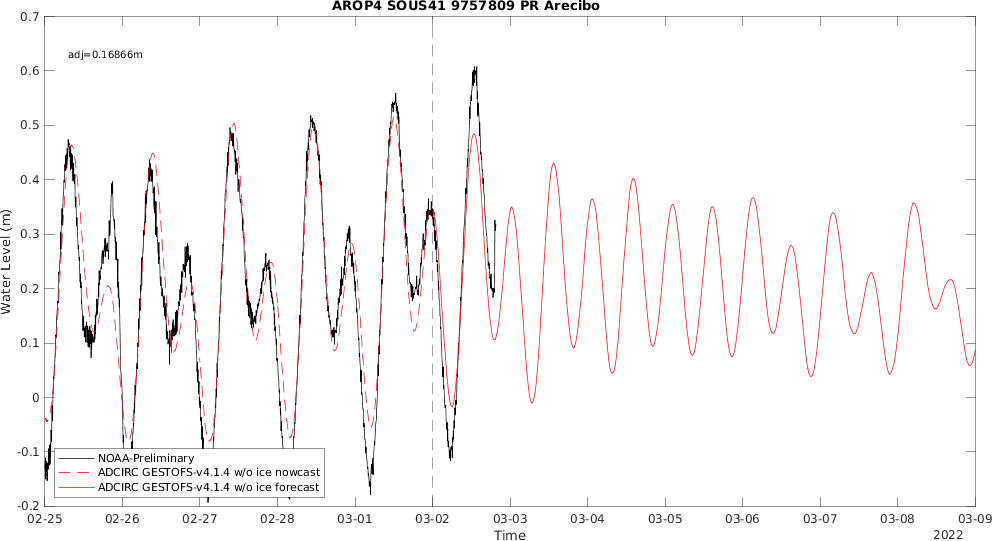 AROP4 SOUS41 9757809 PR Arecibo
adj=0.16866m
Water Level (m)
0.7
0.6
0.5
0.4
0.3
0.2
0.1
0
-0.1
-0.2
NOAA-Preliminary
ADCIRC GESTOFS-v4.1.4 w/o ice nowcast
ADCIRC GESTOFS-v4.1.4 w/o ice forecast
02-25 02-26 02-27 02-28 03-01 03-02 03-03 03-04 03-05 03-06 03-07 03-08 03-09
Time
2022